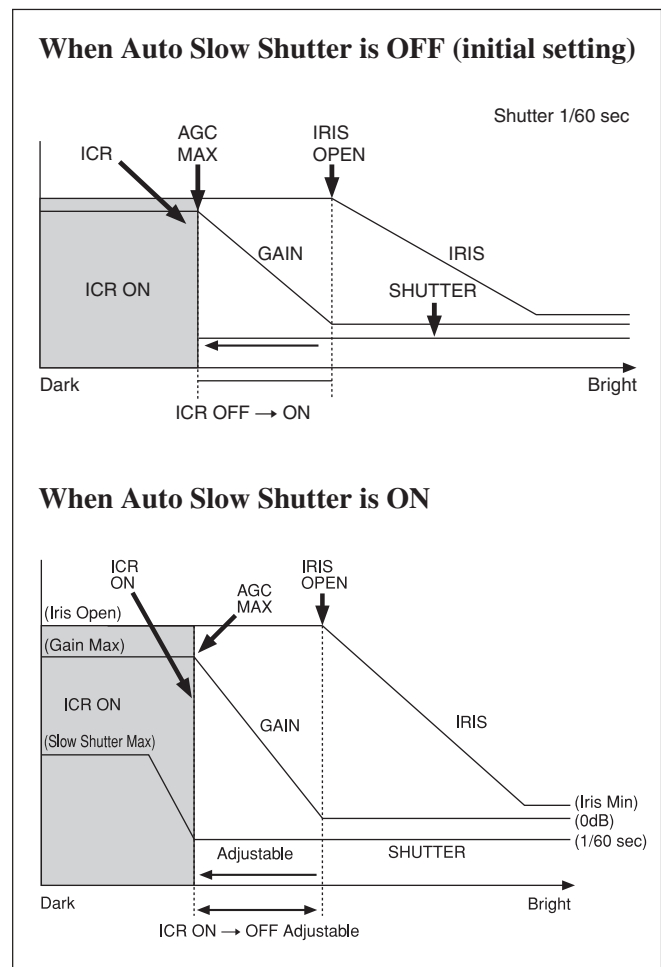 When Auto Slow Shutter is OFF (initial setting)
Shutter 1/60 sec
AGC
MAX
IRIS
OPEN
ICR
GAIN
IRIS
ICR ON
SHUTTER
Dark
Bright
ICR OFF → ON
When Auto Slow Shutter is ON
ICR
ON
IRIS
OPEN
AGC
MAX
(Iris Open)
(Gain Max)
ICR ON
GAIN
IRIS
(Slow Shutter Max)
(Iris Min)
(0dB)
(1/60 sec)
Adjustable
SHUTTER
Dark
Bright
ICR ON → OFF Adjustable